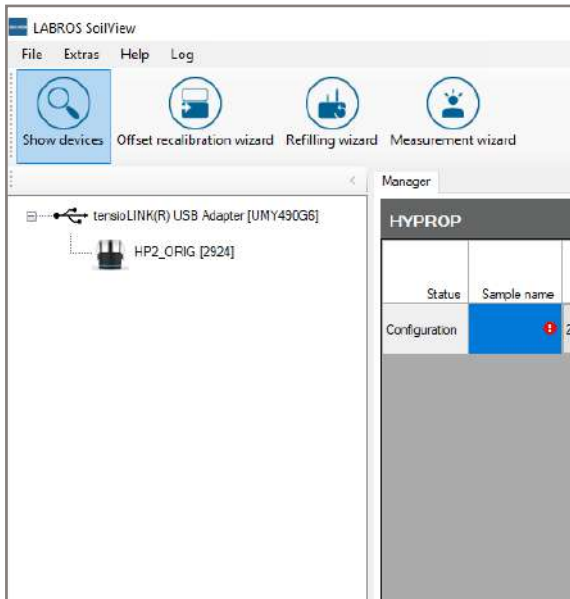 LABROS SoilView
File Extras Help Log
Show devices Offset recalibration wizard Refilling wizard Measurement wizard
Manager
tensioLINK(R) USB Adapter [UMY490G6]
HP2_ORIG [2924]
HYPROP
Status Sample name
Configuration 2